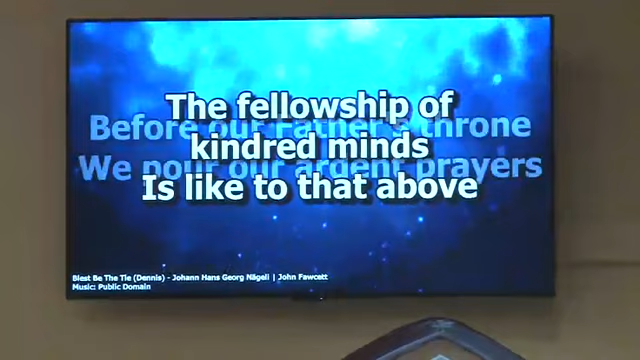 The fellowship of
Before our Father's throne
kindred minds
We pour our ardent prayers
Is like to that above
Blest Be The Tie (Dennis) - Johann Hans Georg Nägeli | John Fawcett
Music: Public Domain